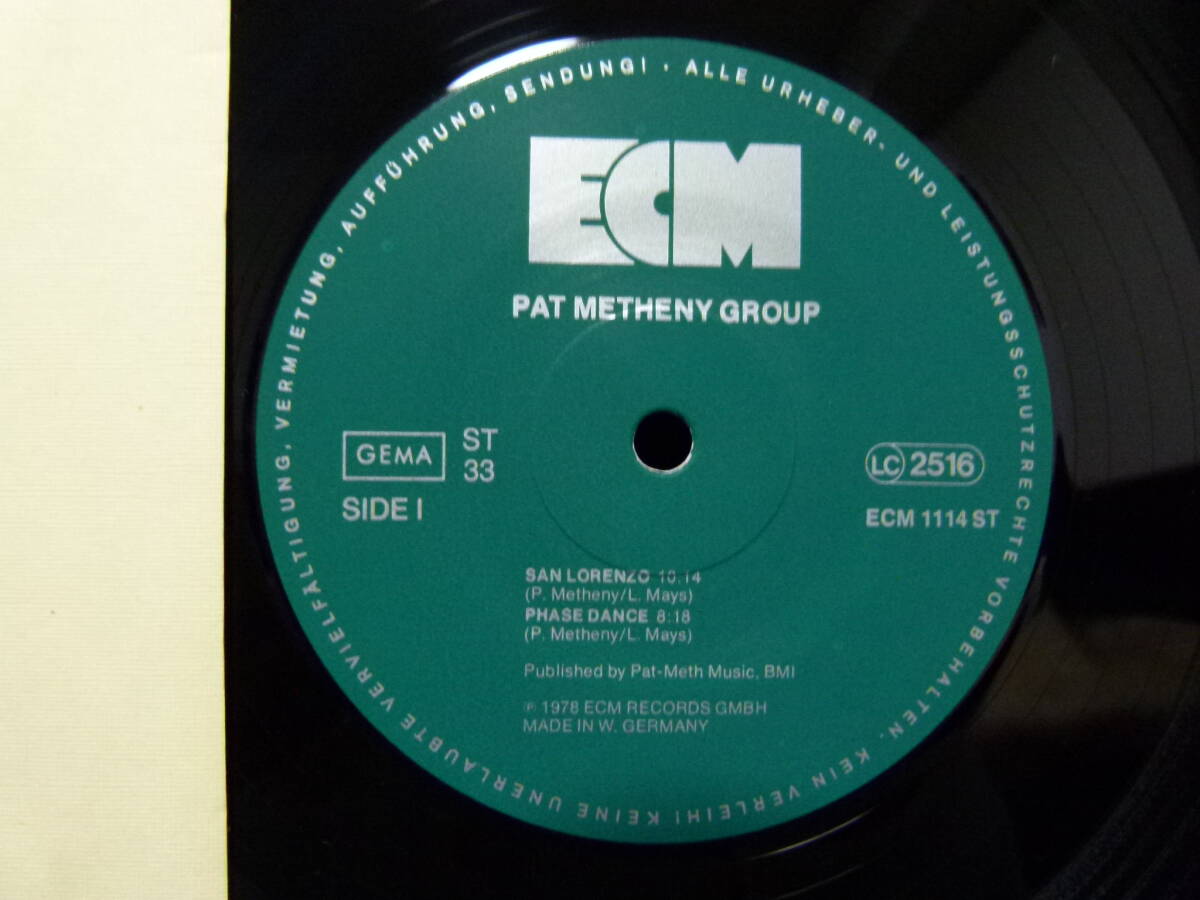 ALLE URHEBER- UND LEISTUNGSSCHUTZRECHTE VORBEHALTEN. KEIN VERLEIH! KEINE UNERLAUBTE VERVIELFÄLTIGUNG, VERMIETUNG, AUFFÜHRUNG, SENDUNG! ·
ECM
PAT METHENY GROUP
GEMA
ST
33
SIDE I
LC 2516
ECM 1114 ST
SAN LORENZO 10:14
(P. Metheny/L. Mays)
PHASE DANCE 8:18
(P. Metheny/L. Mays)
Published by Pat-Meth Music, BMI
℗ 1978 ECM RECORDS GMBH
MADE IN W. GERMANY